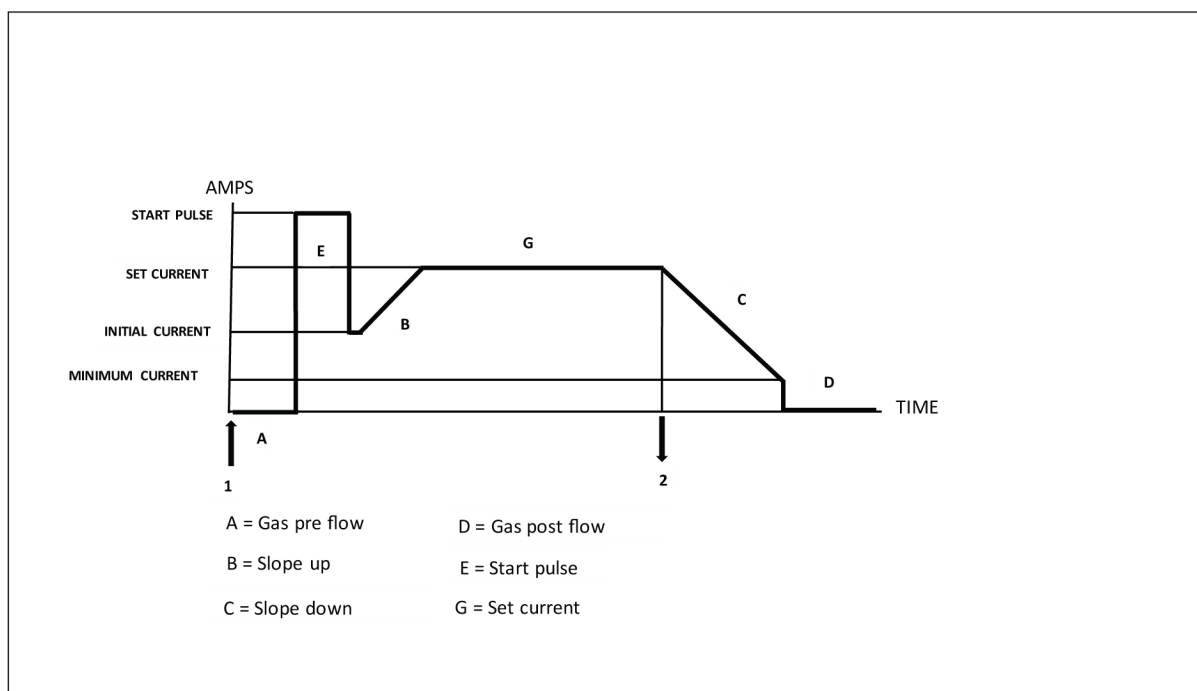 AMPS
START PULSE
E
G
SET CURRENT
C
B
INITIAL CURRENT
MINIMUM CURRENT
D
TIME
A
1
2
A = Gas pre flow
D = Gas post flow
B = Slope up
E = Start pulse
C = Slope down
G = Set current